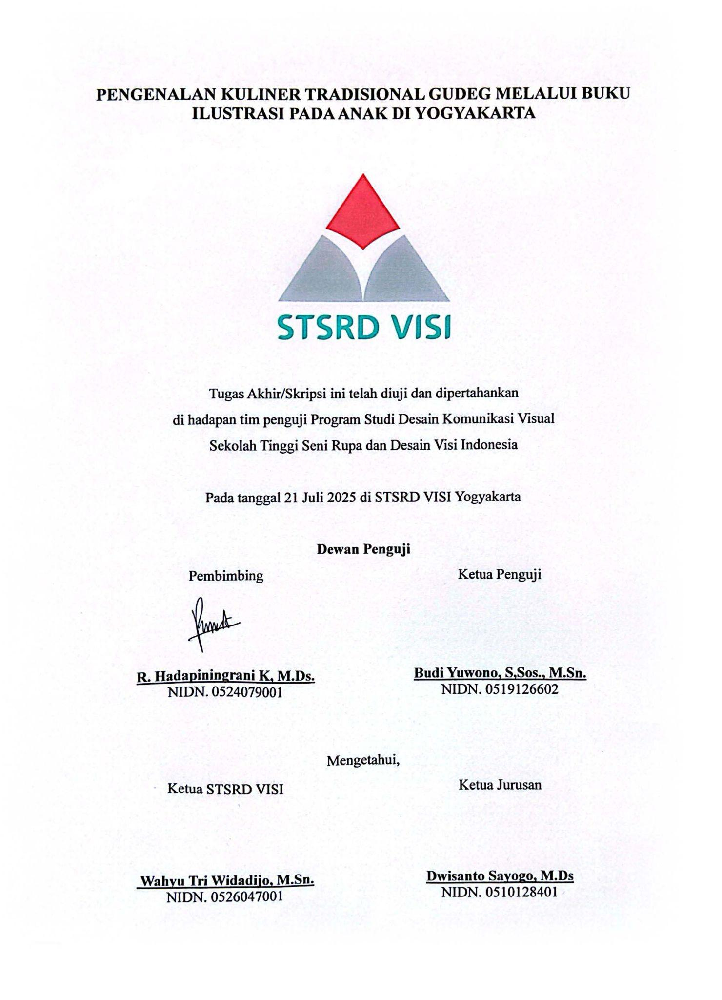 PENGENALAN KULINER TRADISIONAL GUDEG MELALUI BUKU
ILUSTRASI PADA ANAK DI YOGYAKARTA
STSRD VISI
Tugas Akhir/Skripsi ini telah diuji dan dipertahankan
di hadapan tim penguji Program Studi Desain Komunikasi Visual
Sekolah Tinggi Seni Rupa dan Desain Visi Indonesia
Pada tanggal 21 Juli 2025 di STSRD VISI Yogyakarta
Dewan Penguji
Pembimbing
Ketua Penguji
R. Hadapiningrani K, M.Ds.
NIDN. 0524079001
Budi Yuwono, S,Sos., M.Sn.
NIDN. 0519126602
Mengetahui,
Ketua STSRD VISI
Ketua Jurusan
Wahyu Tri Widadijo, M.Sn.
NIDN. 0526047001
Dwisanto Sayogo, M.Ds
NIDN. 0510128401